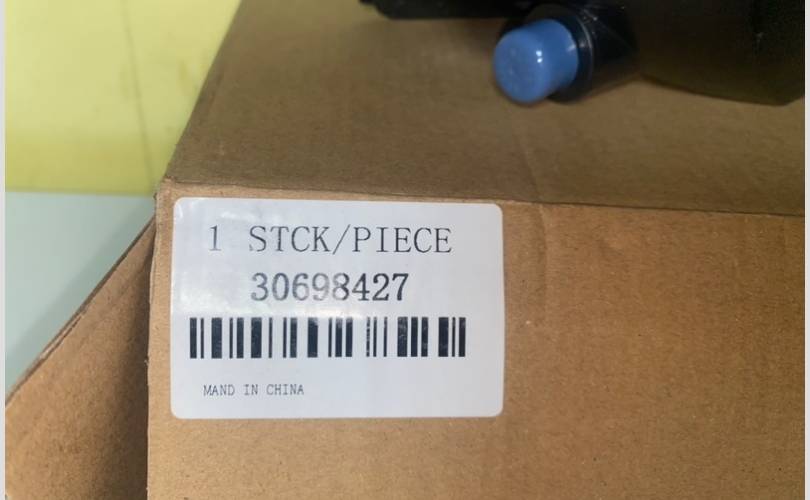 1 STCK/PIECE
30698427
MAND IN CHINA